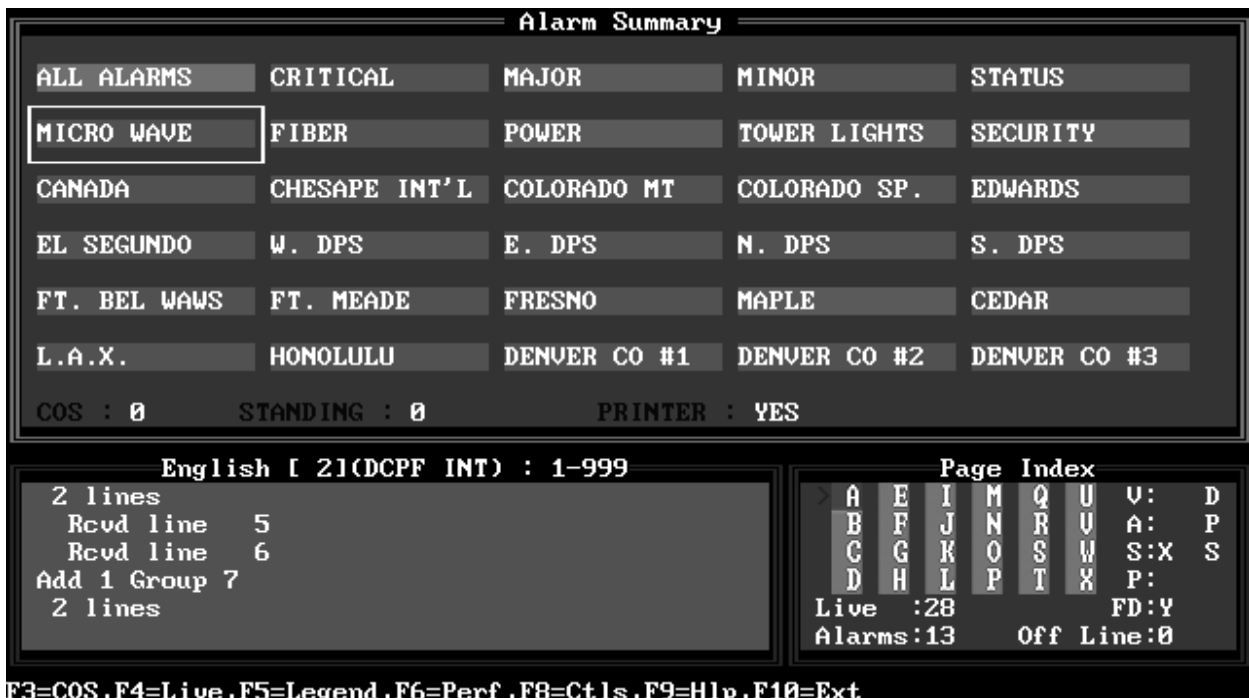 Alarm Summary
ALL ALARMS CRITICAL MAJOR MINOR STATUS
MICRO WAVE FIBER POWER TOWER LIGHTS SECURITY
CANADA CHESAPE INT'L COLORADO MT COLORADO SP. EDWARDS
EL SEGUNDO W. DPS E. DPS N. DPS S. DPS
FT. BEL WAWS FT. MEADE FRESNO MAPLE CEDAR
L.A.X. HONOLULU DENVER CO #1 DENVER CO #2 DENVER CO #3
COS : 0 STANDING : 0 PRINTER : YES
English [ 2](DCPF INT) : 1-999
2 lines
Rcvd line 5
Rcvd line 6
Add 1 Group 7
2 lines
Page Index
> A E I M Q U V: D
B F J N R V A: P
C G K O S W S:X S
D H L P T X P:
Live :28 FD:Y
Alarms:13 Off Line:0
F3=COS,F4=Live,F5=Legend,F6=Perf,F8=Ctls,F9=Hlp,F10=Ext